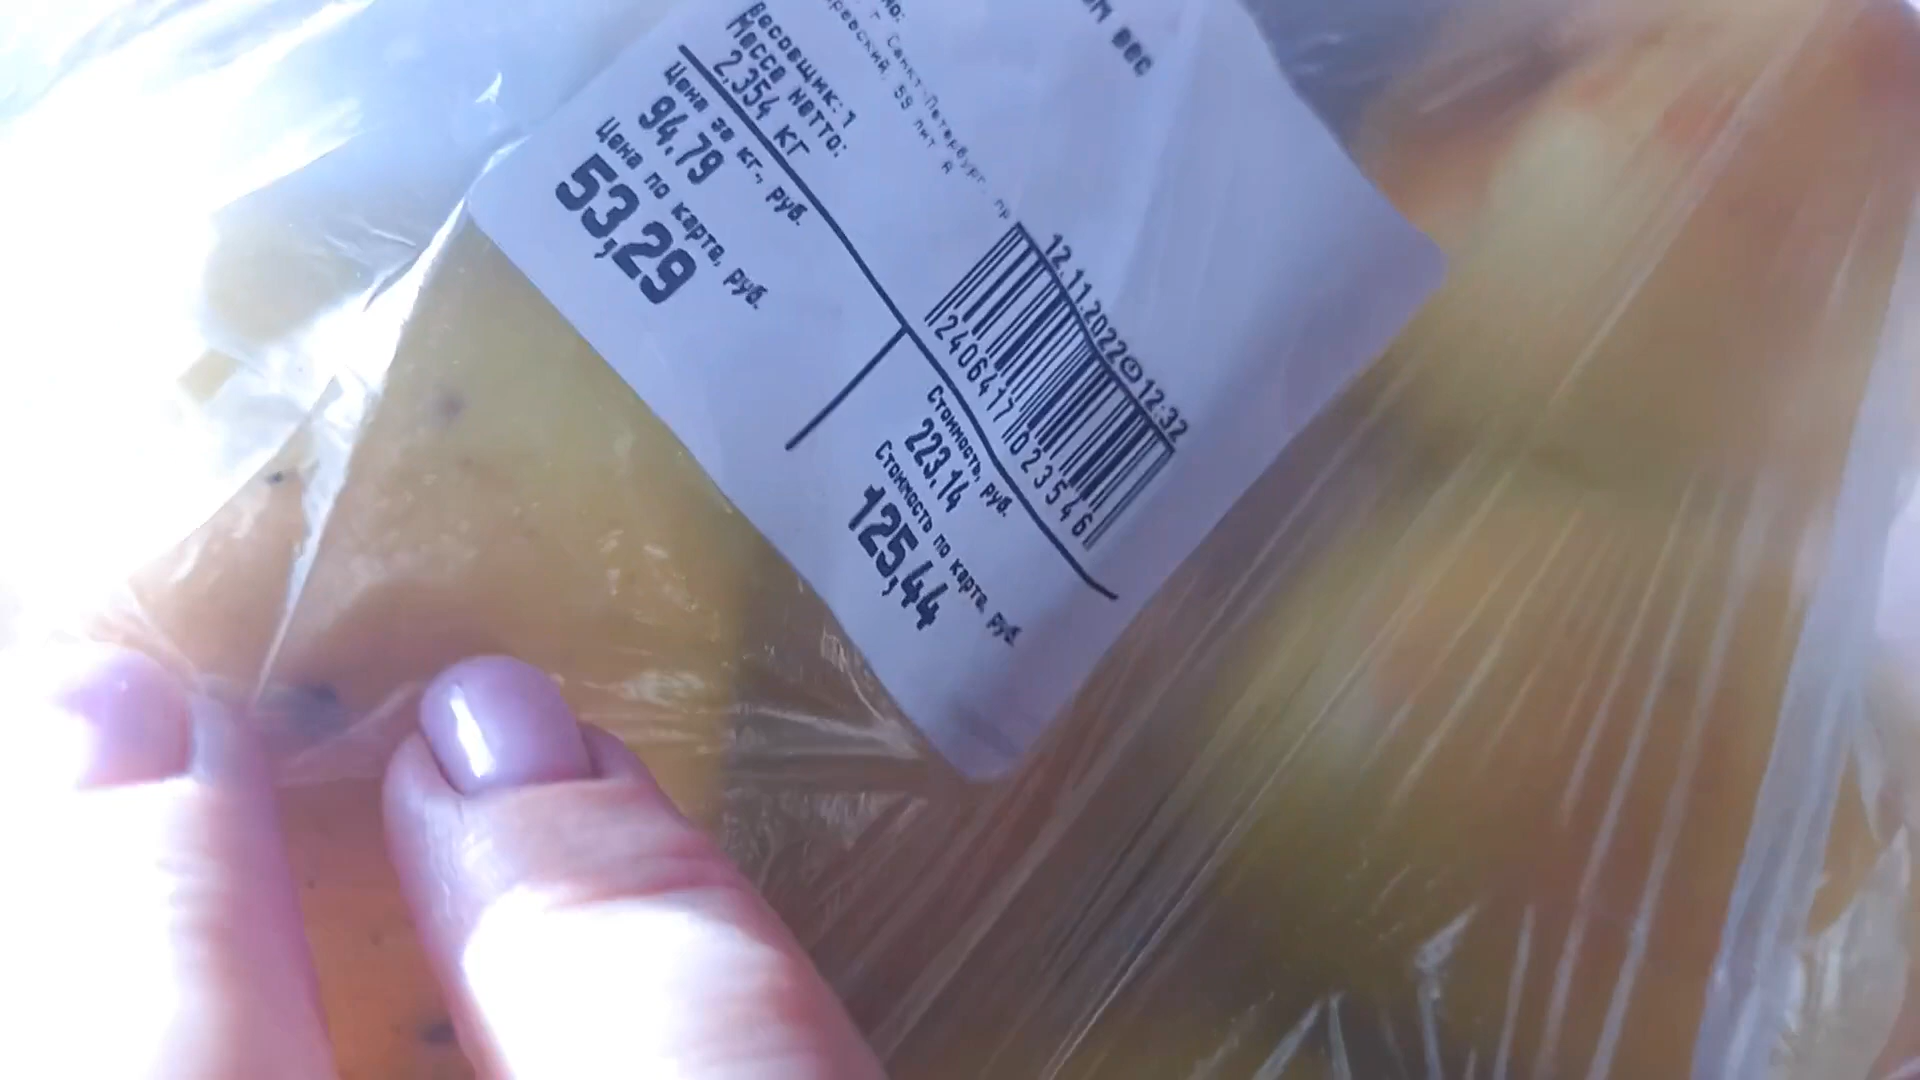 вес
г. Санкт-Петербург, пр
59 лит. А
Весовщик: 1
Масса нетто:
2,354 КГ
Цена за кг., руб.
94,79
Цена по карте, руб.
53,29
12.11.2022 12:32
2406417023546
Стоимость, руб.
223,14
Стоимость по карте, руб.
125,44